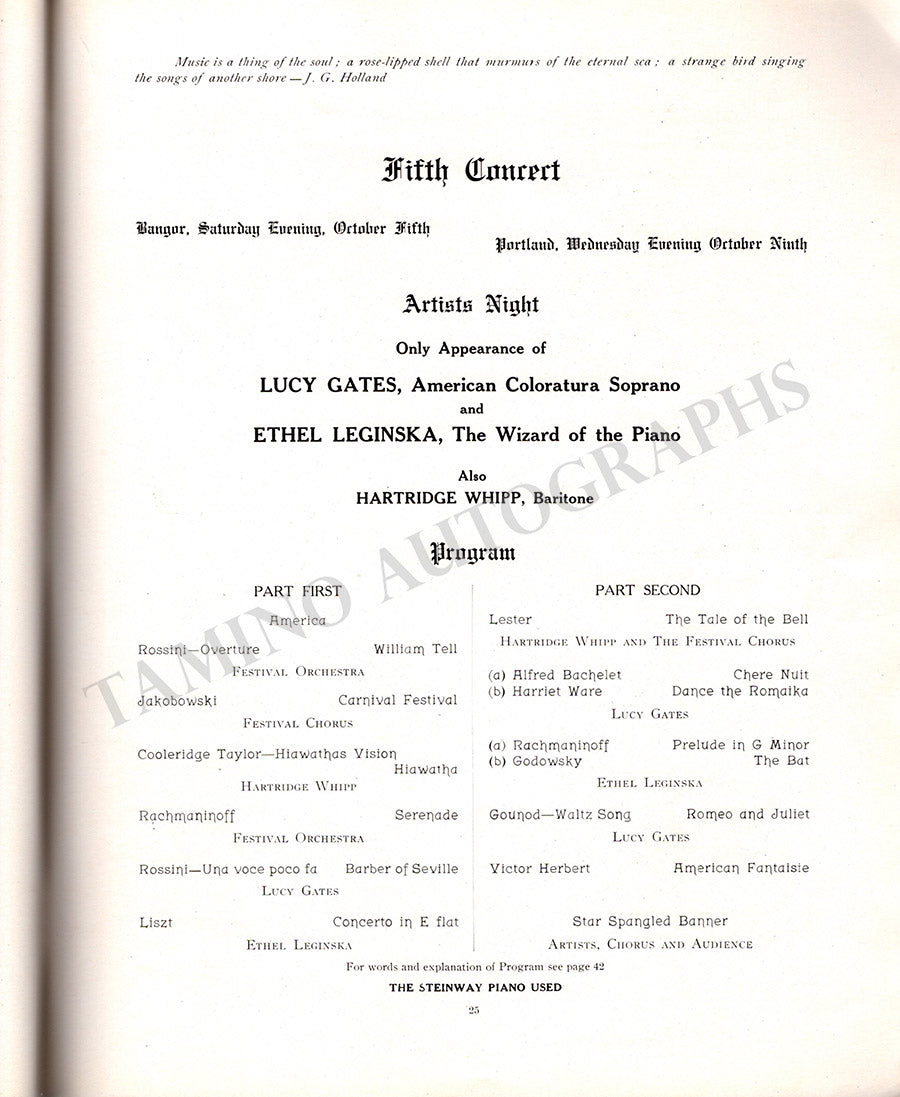 Music is a thing of the soul; a rose-lipped shell that murmurs of the eternal sea; a strange bird singing
the songs of another shore—J. G. Holland
Fifth Concert
Bangor, Saturday Evening, October Fifth
Portland, Wednesday Evening October Ninth
Artists Night
Only Appearance of
LUCY GATES, American Coloratura Soprano
and
ETHEL LEGINSKA, The Wizard of the Piano
Also
HARTRIDGE WHIPP, Baritone
Program
PART FIRST
America
Rossini—Overture William Tell
FESTIVAL ORCHESTRA
Jakobowski Carnival Festival
FESTIVAL CHORUS
Cooleridge Taylor—Hiawathas Vision
Hiawatha
HARTRIDGE WHIPP
Rachmaninoff Serenade
FESTIVAL ORCHESTRA
Rossini—Una voce poco fa Barber of Seville
LUCY GATES
Liszt Concerto in E flat
ETHEL LEGINSKA
PART SECOND
Lester The Tale of the Bell
HARTRIDGE WHIPP AND THE FESTIVAL CHORUS
(a) Alfred Bachelet Chere Nuit
(b) Harriet Ware Dance the Romaika
LUCY GATES
(a) Rachmaninoff Prelude in G Minor
(b) Godowsky The Bat
ETHEL LEGINSKA
Gounod—Waltz Song Romeo and Juliet
LUCY GATES
Victor Herbert American Fantaisie
Star Spangled Banner
ARTISTS, CHORUS AND AUDIENCE
For words and explanation of Program see page 42
THE STEINWAY PIANO USED
25
TAMINO AUTOGRAPHS